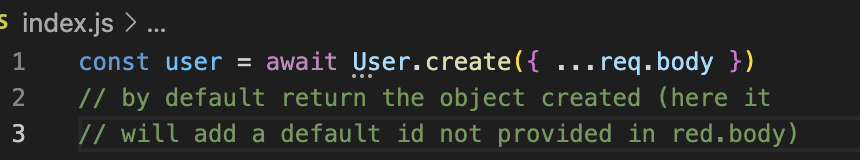 S index.js > ...
1 const user = await User.create({ ...req.body })
2 // by default return the object created (here it
3 // will add a default id not provided in red.body)